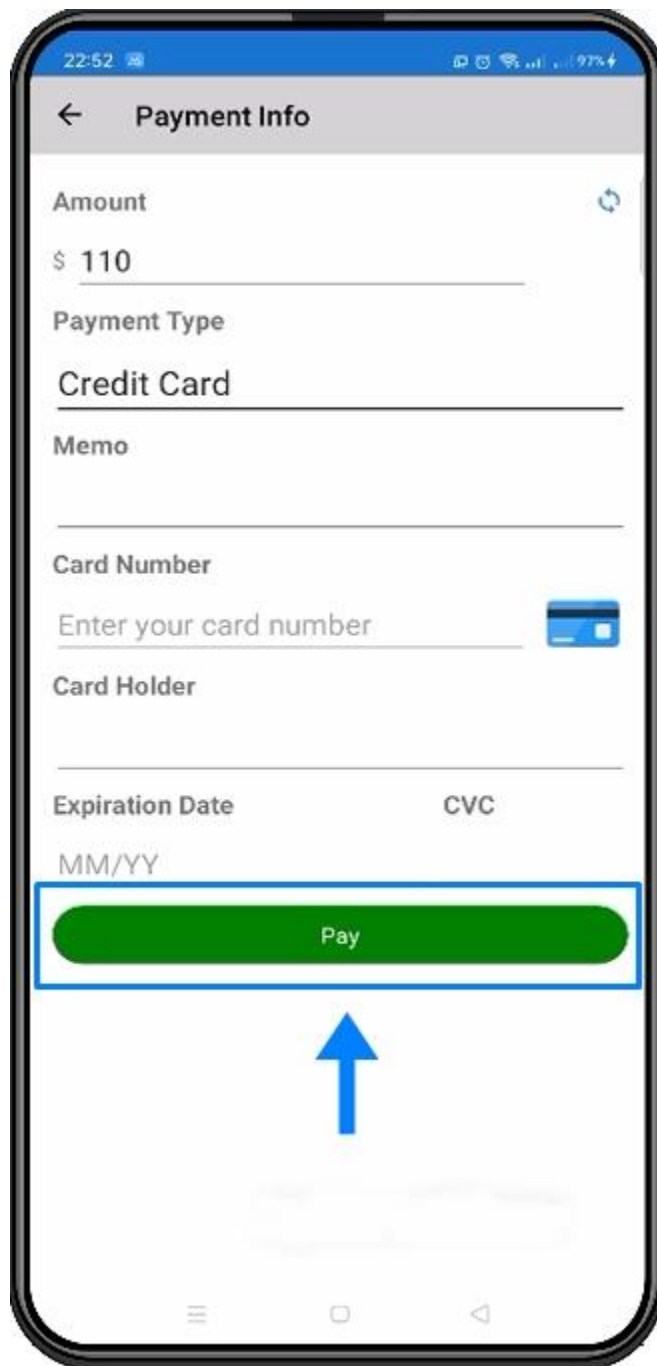 22:52 97%
Payment Info
Amount
$ 110
Payment Type
Credit Card
Memo
Card Number
Enter your card number
Card Holder
Expiration Date CVC
MM/YY
Pay